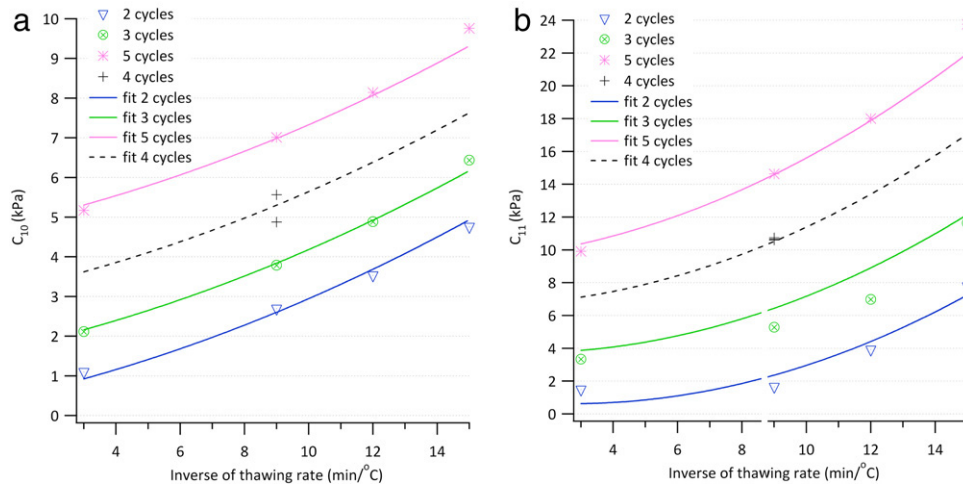 a
10
9
8
7
6
5
4
3
2
1
0
C10 (kPa)
2 cycles
3 cycles
5 cycles
4 cycles
fit 2 cycles
fit 3 cycles
fit 5 cycles
fit 4 cycles
4 6 8 10 12 14
Inverse of thawing rate (min/°C)
b
24
22
20
18
16
14
12
10
8
6
4
2
0
C11 (kPa)
2 cycles
3 cycles
5 cycles
4 cycles
fit 2 cycles
fit 3 cycles
fit 5 cycles
fit 4 cycles
4 6 8 10 12 14
Inverse of thawing rate (min/°C)